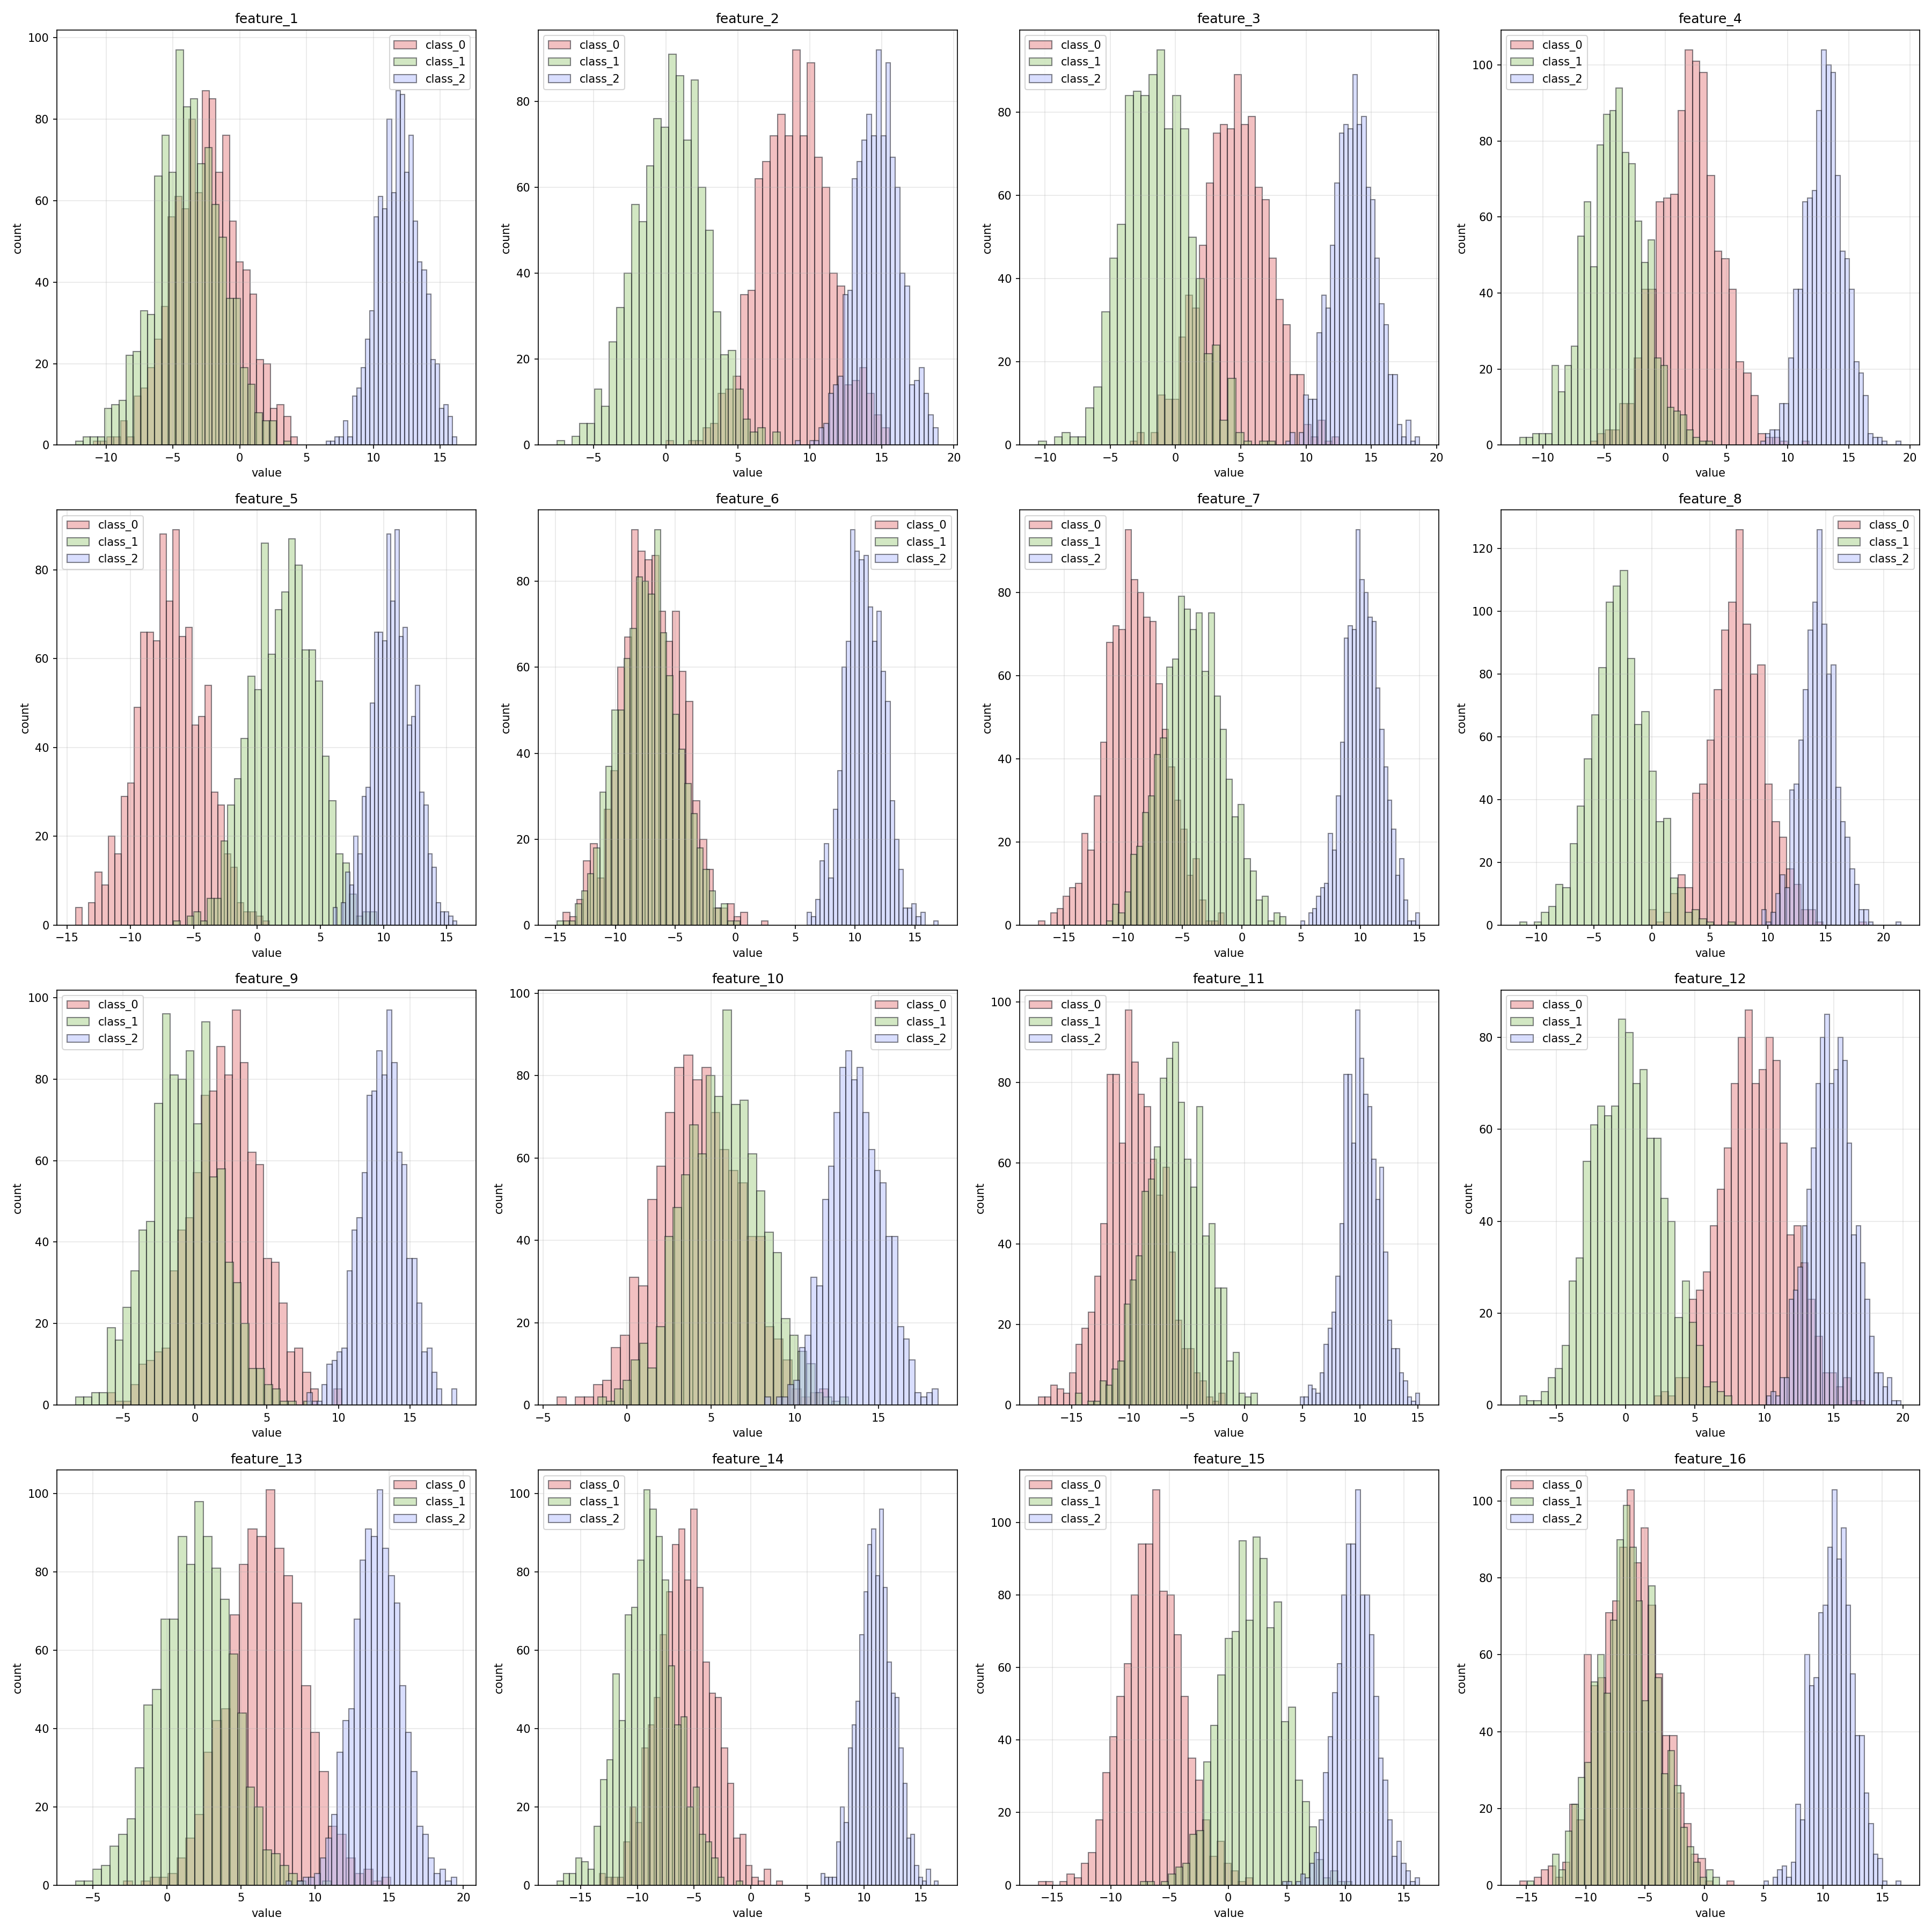 feature_1
class_0
class_1
class_2
count
100
80
60
40
20
0
−10 −5 0 5 10 15
value
feature_2
class_0
class_1
class_2
count
80
60
40
20
0
−5 0 5 10 15 20
value
feature_3
class_0
class_1
class_2
count
80
60
40
20
0
−10 −5 0 5 10 15 20
value
feature_4
class_0
class_1
class_2
count
100
80
60
40
20
0
−10 −5 0 5 10 15 20
value
feature_5
class_0
class_1
class_2
count
80
60
40
20
0
−15 −10 −5 0 5 10 15
value
feature_6
class_0
class_1
class_2
count
80
60
40
20
0
−15 −10 −5 0 5 10 15
value
feature_7
class_0
class_1
class_2
count
80
60
40
20
0
−15 −10 −5 0 5 10 15
value
feature_8
class_0
class_1
class_2
count
120
100
80
60
40
20
0
−10 −5 0 5 10 15 20
value
feature_9
class_0
class_1
class_2
count
100
80
60
40
20
0
−5 0 5 10 15
value
feature_10
class_0
class_1
class_2
count
100
80
60
40
20
0
−5 0 5 10 15
value
feature_11
class_0
class_1
class_2
count
100
80
60
40
20
0
−15 −10 −5 0 5 10 15
value
feature_12
class_0
class_1
class_2
count
80
60
40
20
0
−5 0 5 10 15 20
value
feature_13
class_0
class_1
class_2
count
100
80
60
40
20
0
−5 0 5 10 15 20
value
feature_14
class_0
class_1
class_2
count
100
80
60
40
20
0
−15 −10 −5 0 5 10 15
value
feature_15
class_0
class_1
class_2
count
100
80
60
40
20
0
−15 −10 −5 0 5 10 15
value
feature_16
class_0
class_1
class_2
count
100
80
60
40
20
0
−15 −10 −5 0 5 10 15
value